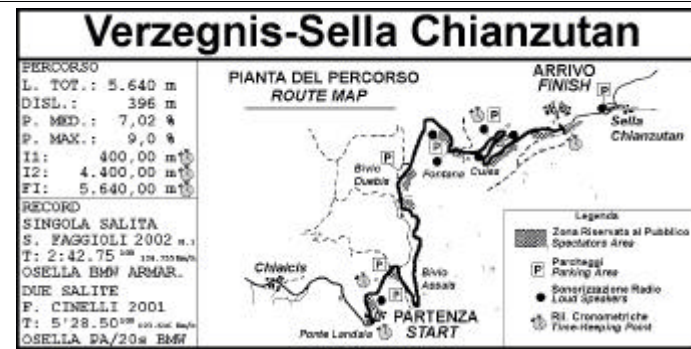 Verzegnis-Sella Chianzutan
PERCORSO
L. TOT.: 5.640 m
DISL.: 396 m
P. MED.: 7,02 %
P. MAX.: 9,0 %
I1: 400,00 m
I2: 4.400,00 m
FI: 5.640,00 m
RECORD
SINGOLA SALITA
S. FAGGIOLI 2002
T: 2:42.75
OSELLA BMW ARMAR.
DUE SALITE
F. CINELLI 2001
T: 5'28.50
OSELLA PA/20s BMW
PIANTA DEL PERCORSO
ROUTE MAP
ARRIVO
FINISH
P
Sella
Chianzutan
P
P
P
Bivio
Duebis
Fontana
Cuies
Chiaicis
P
Bivio
Assais
P
PARTENZA
START
Ponte Landaia
Legenda
Zona Riservata al Pubblico
Spectators Area
P
Parcheggi
Parking Area
Sonorizzazione Radio
Loud Speakers
Ril. Cronometriche
Time-Keeping Point